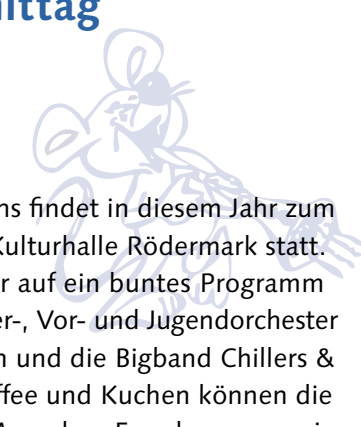 ittag
ns findet in diesem Jahr zum
Kulturhalle Rödermark statt.
r auf ein buntes Programm
er-, Vor- und Jugendorchester
n und die Bigband Chillers &
ffee und Kuchen können die